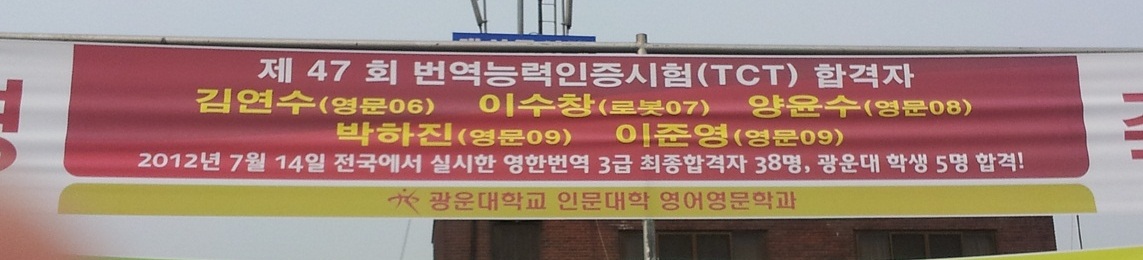 제 47 회 번역능력인증시험(TCT) 합격자
김연수(영문06) 이수창(로봇07) 양윤수(영문08)
박하진(영문09) 이준영(영문09)
2012년 7월 14일 전국에서 실시한 영한번역 3급 최종합격자 38명, 광운대 학생 5명 합격!
광운대학교 인문대학 영어영문학과